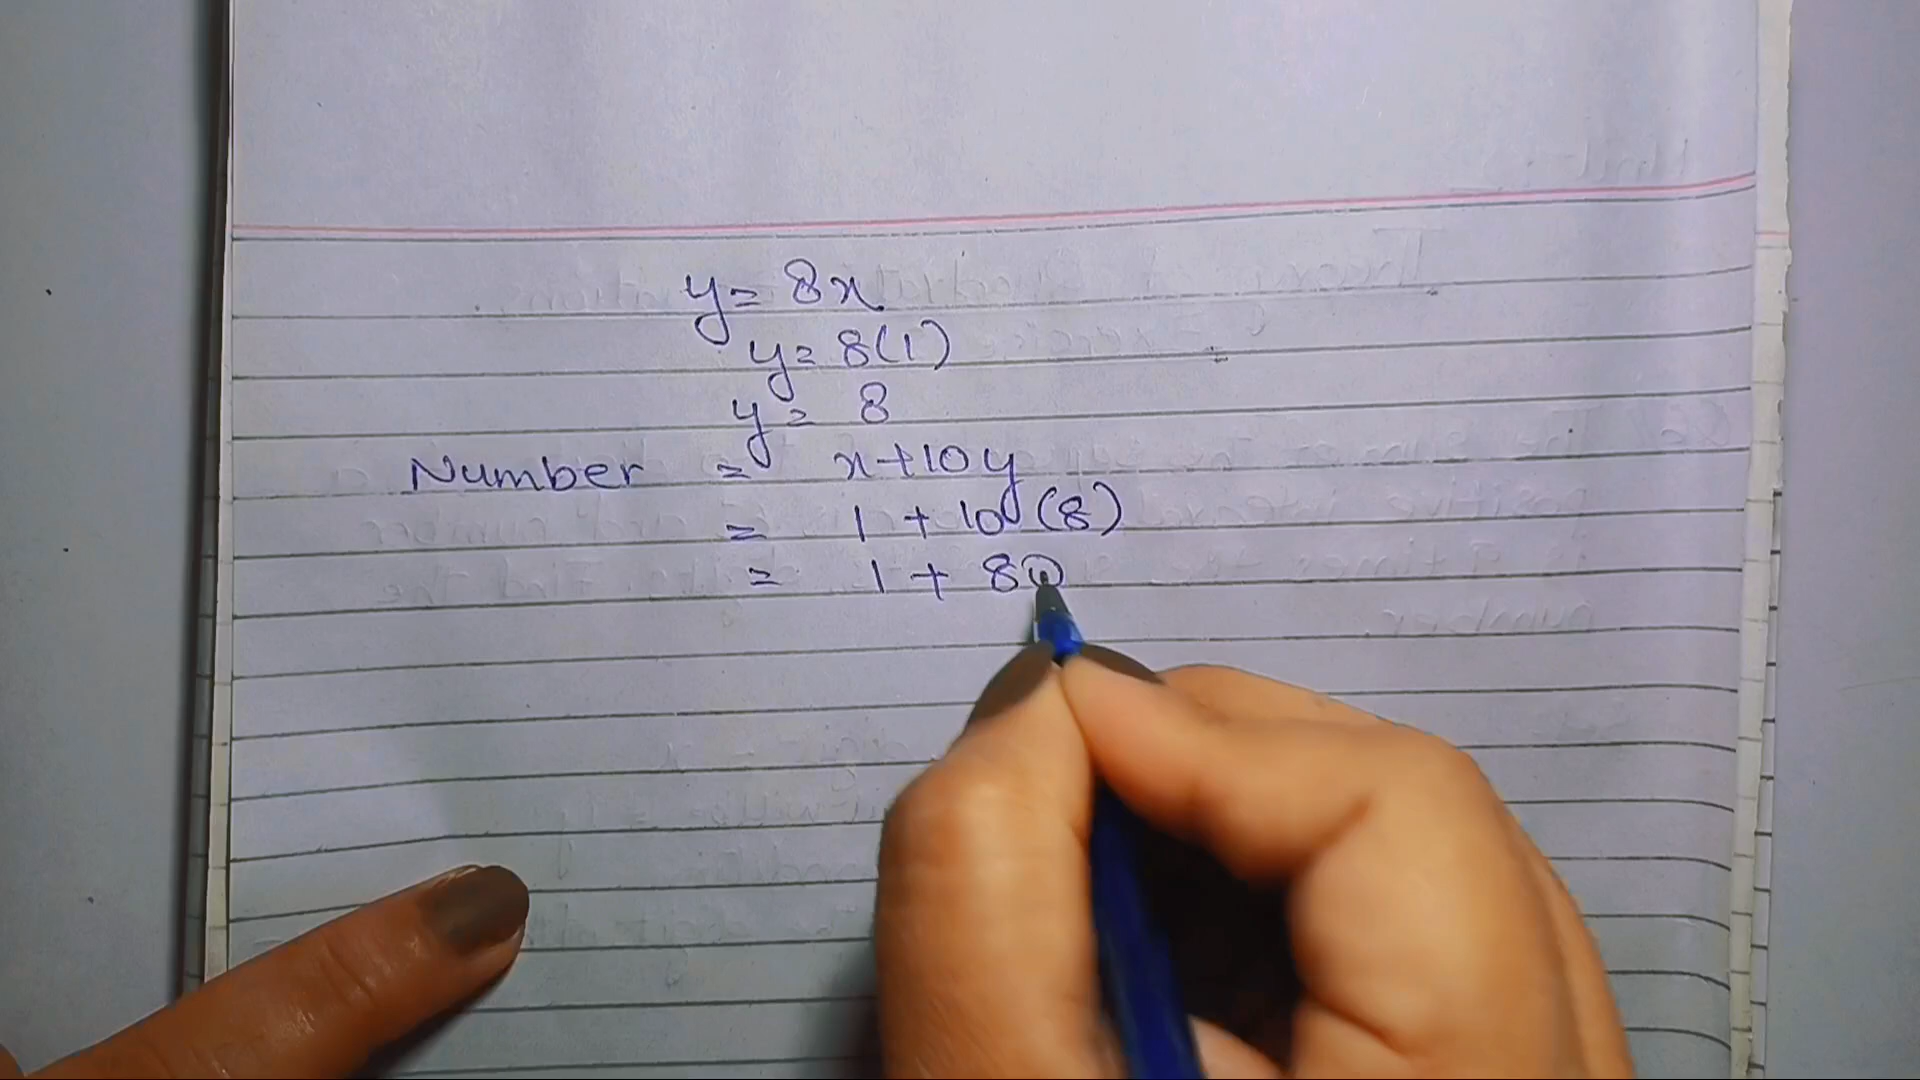 y = 8x
y = 8(1)
y = 8
Number = x+10y
= 1 + 10(8)
= 1 + 80